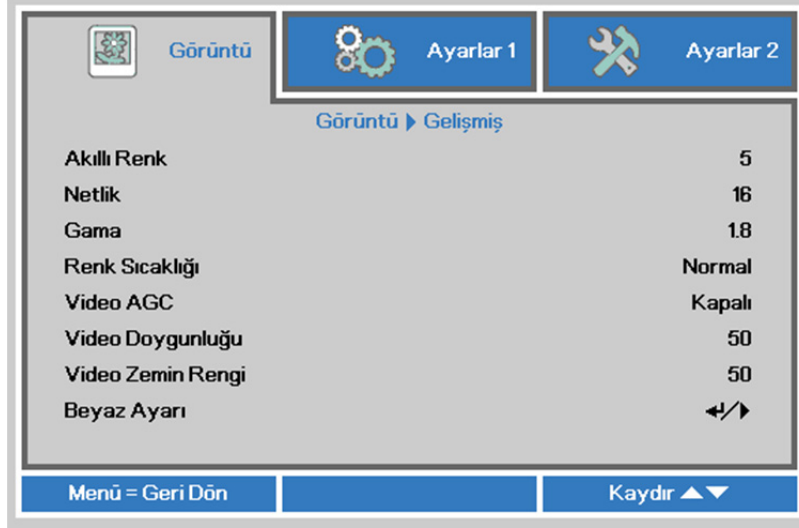 Görüntü
Ayarlar 1
Ayarlar 2
Görüntü Gelişmiş
Akıllı Renk 5
Netlik 16
Gama 1.8
Renk Sıcaklığı Normal
Video AGC Kapalı
Video Doygunluğu 50
Video Zemin Rengi 50
Beyaz Ayarı ↵/▶
Menü = Geri Dön
Kaydır ▲▼